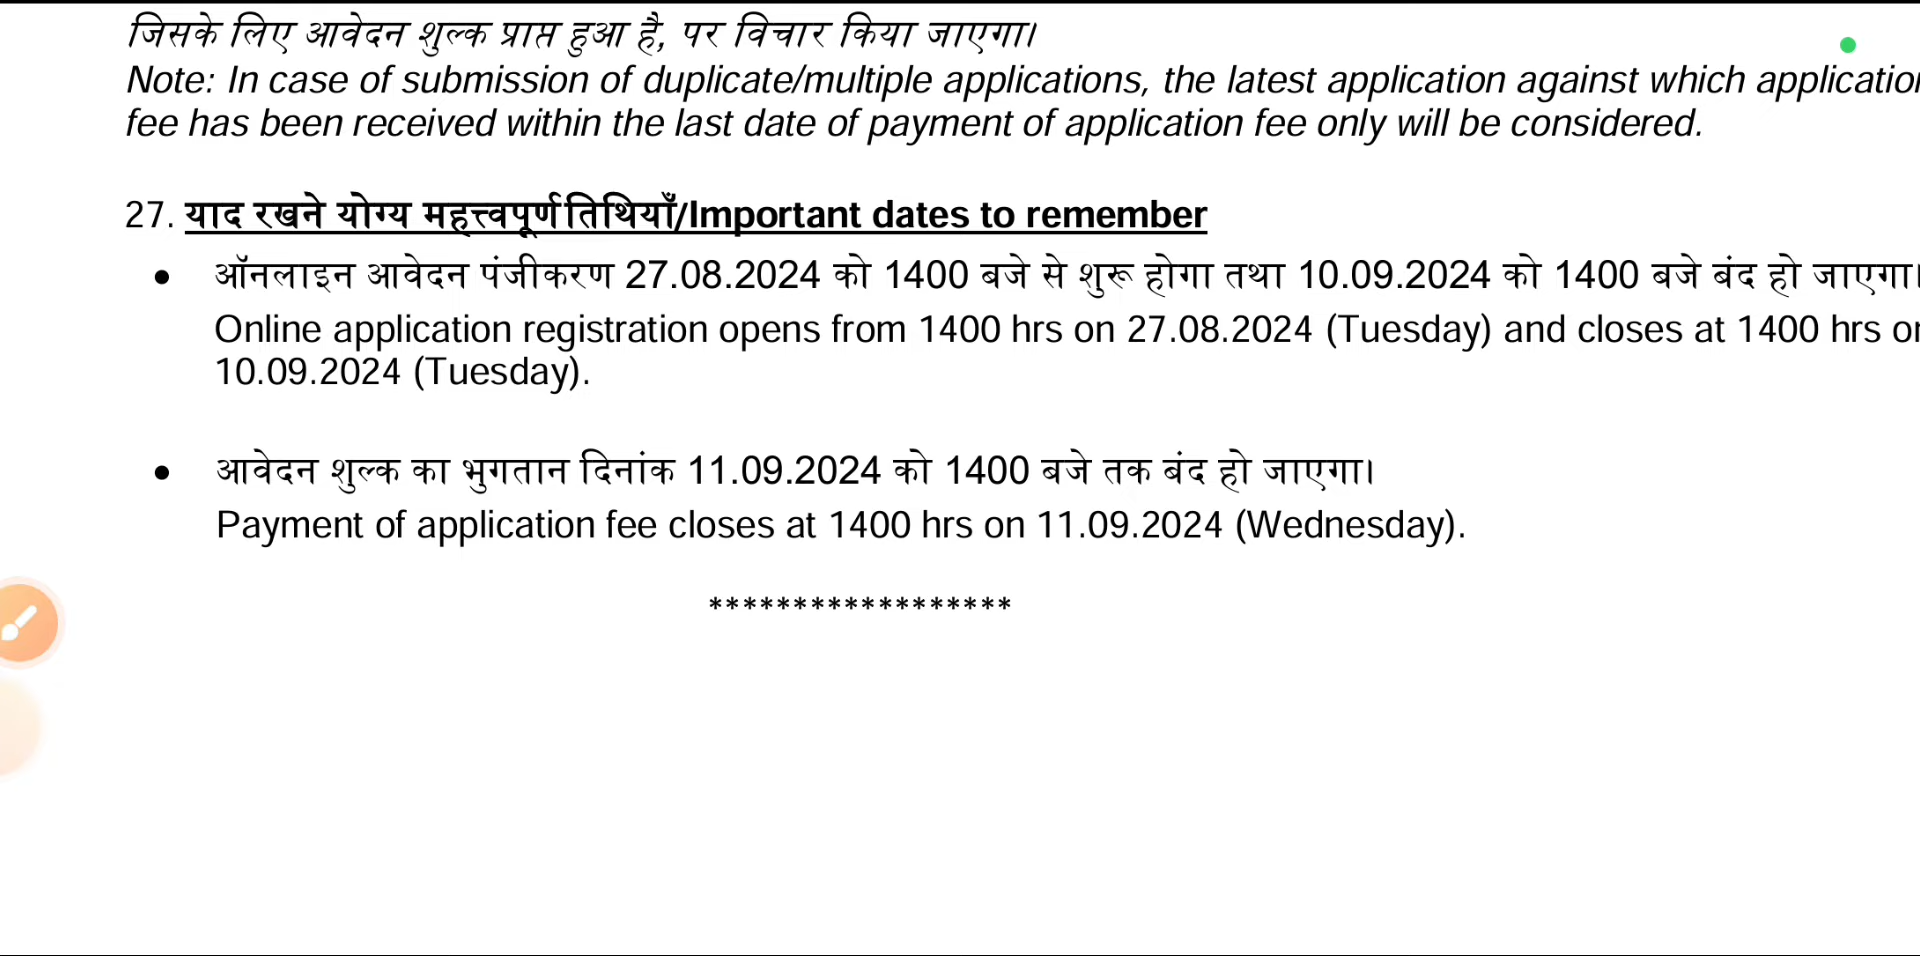 जिसके लिए आवेदन शुल्क प्राप्त हुआ है, पर विचार किया जाएगा।
Note: In case of submission of duplicate/multiple applications, the latest application against which
fee has been received within the last date of payment of application fee only will be considered.
27. याद रखने योग्य महत्त्वपूर्ण तिथियाँ/Important dates to remember
• ऑनलाइन आवेदन पंजीकरण 27.08.2024 को 1400 बजे से शुरू होगा तथा 10.09.2024 को 1400 बजे बंद हो जाएगा।
Online application registration opens from 1400 hrs on 27.08.2024 (Tuesday) and closes at 1400 hrs
10.09.2024 (Tuesday).
• आवेदन शुल्क का भुगतान दिनांक 11.09.2024 को 1400 बजे तक बंद हो जाएगा।
Payment of application fee closes at 1400 hrs on 11.09.2024 (Wednesday).
******************